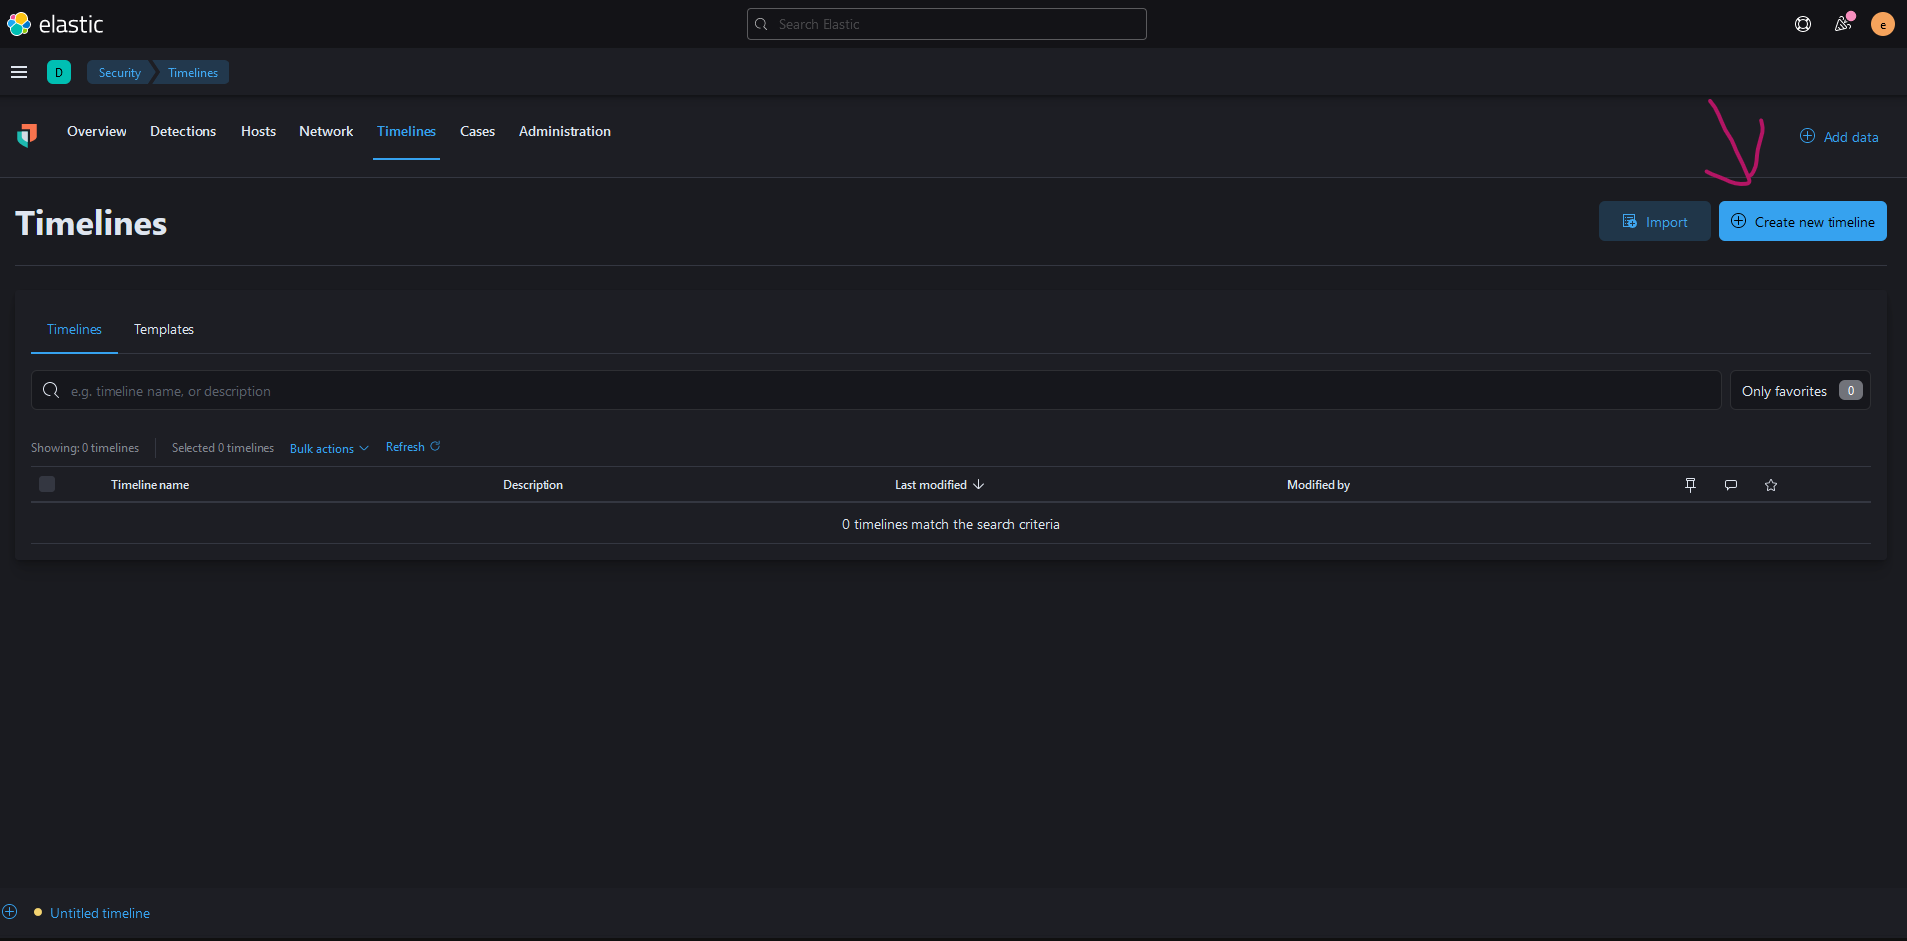 elastic
Search Elastic
e
D
Security
Timelines
Overview
Detections
Hosts
Network
Timelines
Cases
Administration
Add data
Timelines
Import
Create new timeline
Timelines
Templates
e.g. timeline name, or description
Only favorites 0
Showing: 0 timelines
Selected 0 timelines
Bulk actions
Refresh
Timeline name
Description
Last modified
Modified by
0 timelines match the search criteria
Untitled timeline